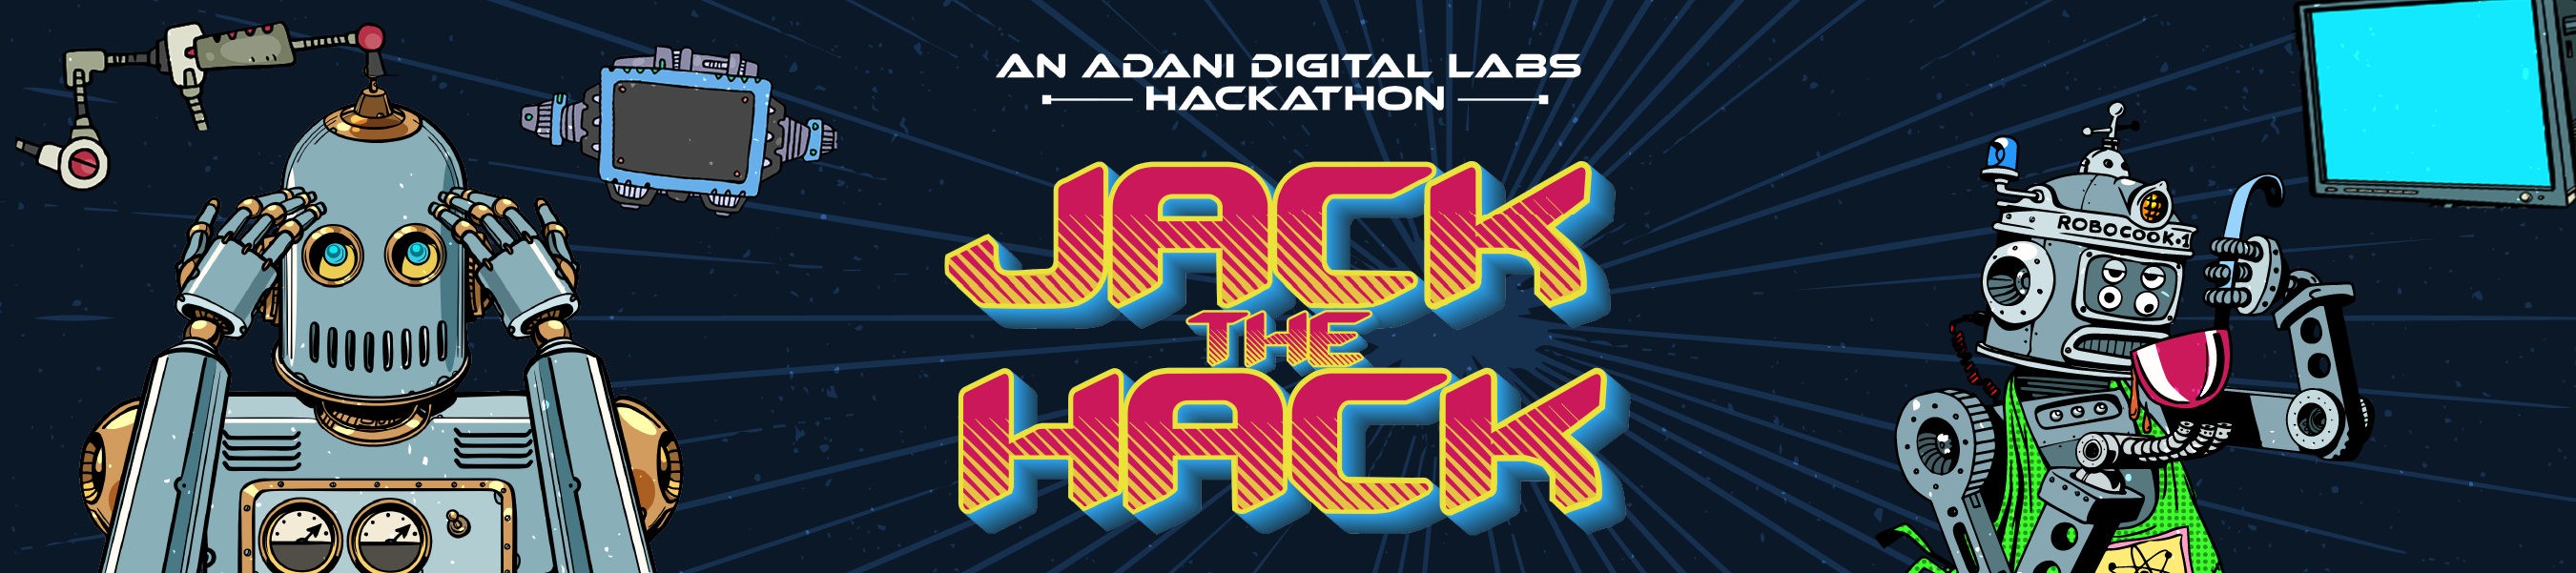 AN ADANI DIGITAL LABS
HACKATHON
JACK
THE
HACK
ROBOCOOK-1